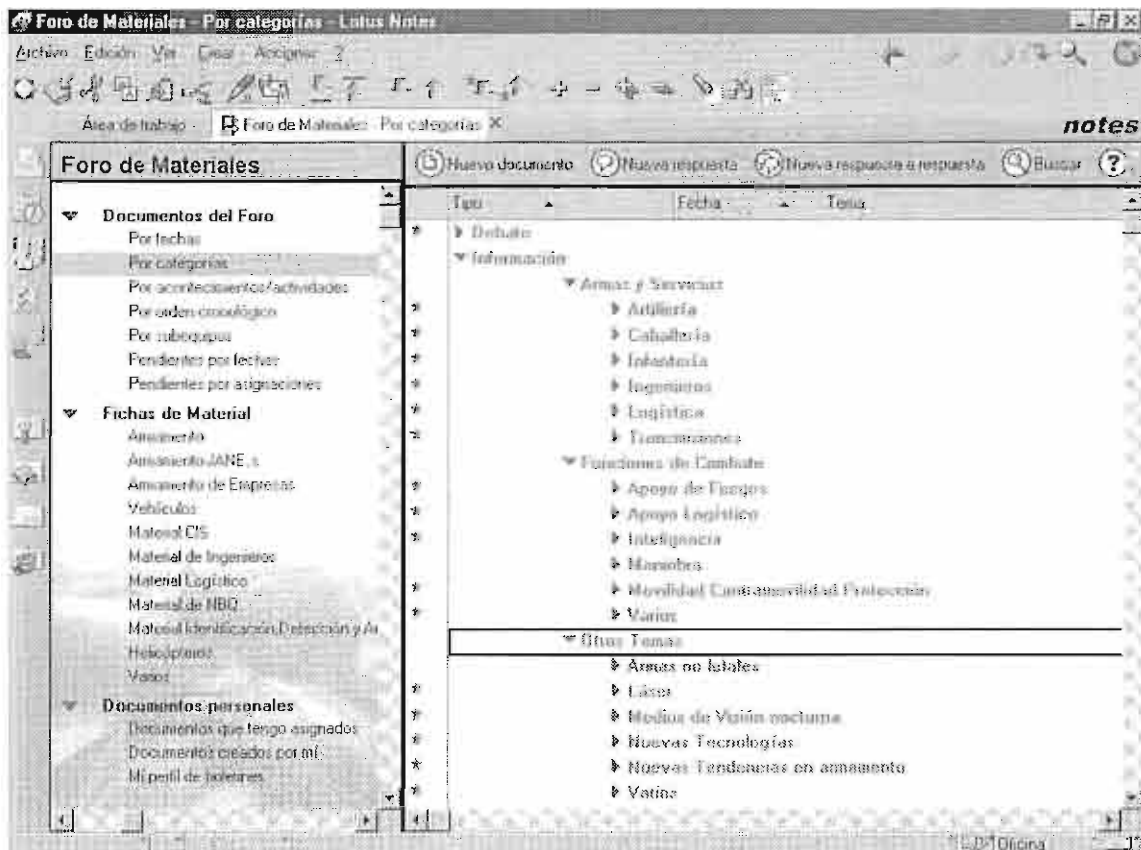 Foro de Materiales - Por categorías - Lotus Notes
Archivo Edición Ver Crear Acciones ?
Área de trabajo
Foro de Materiales - Por categorías
notes
Foro de Materiales
Nuevo documento
Nueva respuesta
Nueva respuesta a respuesta
Buscar
?
Documentos del Foro
Por fechas
Por categorías
Por acontecimientos/actividades
Por orden cronológico
Por subequipos
Pendientes por fechas
Pendientes por asignaciones
Fichas de Material
Armamento
Armamento JANE,s
Armamento de Empresas
Vehículos
Material CIS
Material de Ingenieros
Material Logístico
Material de NBQ
Material Identificación,Detección y Ar
Helicópteros
Varios
Documentos personales
Documentos que tengo asignados
Documentos creados por mí
Mi perfil de boletines
Tipo
Fecha
Tema
Debate
Información
Armas y Servicios
Artillería
Caballería
Infantería
Ingenieros
Logística
Transmisiones
Funciones de Combate
Apoyo de Fuegos
Apoyo Logístico
Inteligencia
Maniobra
Movilidad Contramovilidad Protección
Varios
Otros Temas
Armas no letales
Láser
Medios de Visión nocturna
Nuevas Tecnologías
Nuevas Tendencias en armamento
Varios
Oficina